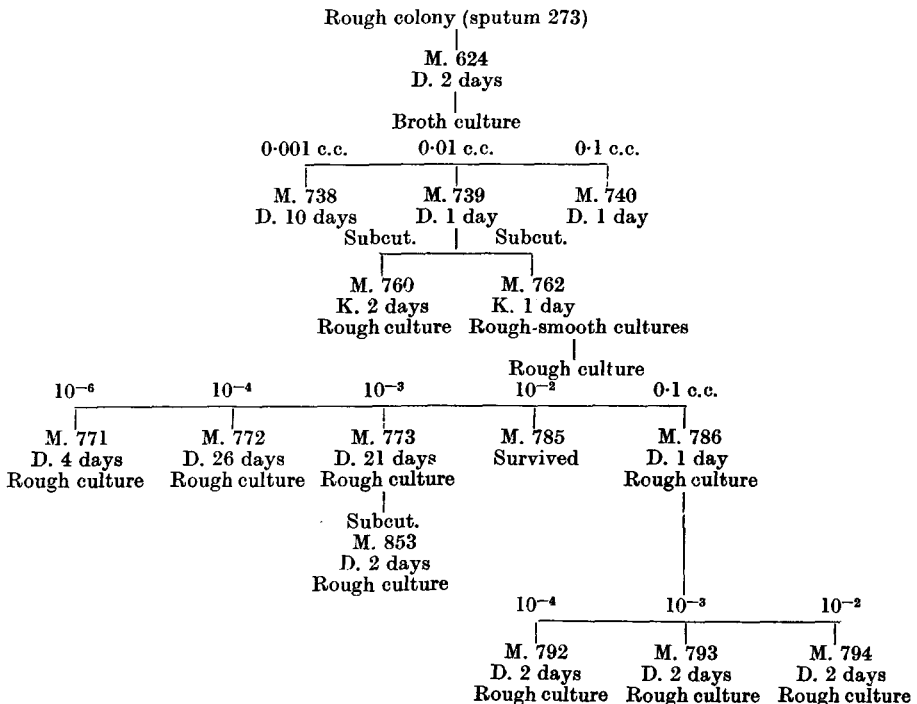 Rough colony (sputum 273)
M. 624
D. 2 days
Broth culture
0·001 c.c. 0·01 c.c. 0·1 c.c.
M. 738 M. 739 M. 740
D. 10 days D. 1 day D. 1 day
Subcut. Subcut.
M. 760 M. 762
K. 2 days K. 1 day
Rough culture Rough-smooth cultures
Rough culture
10⁻⁶ 10⁻⁴ 10⁻³ 10⁻² 0·1 c.c.
M. 771 M. 772 M. 773 M. 785 M. 786
D. 4 days D. 26 days D. 21 days Survived D. 1 day
Rough culture Rough culture Rough culture Rough culture
Subcut.
M. 853
D. 2 days
Rough culture
10⁻⁴ 10⁻³ 10⁻²
M. 792 M. 793 M. 794
D. 2 days D. 2 days D. 2 days
Rough culture Rough culture Rough culture